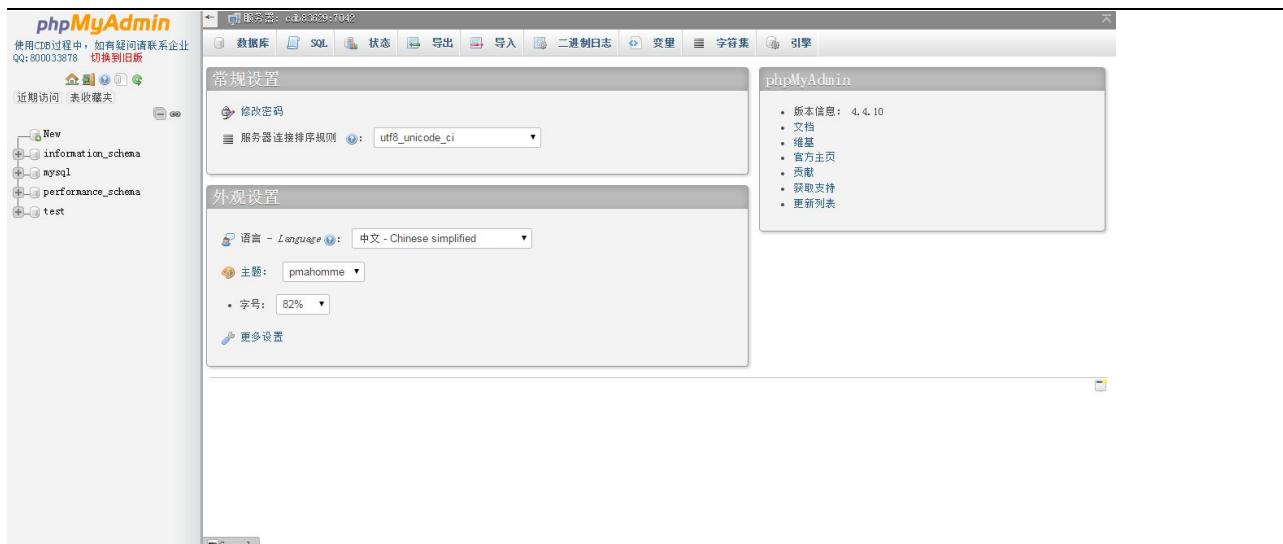 phpMyAdmin
使用CDB过程中，如有疑问请联系企业
QQ:800033878 切换到旧版
近期访问 表收藏夹
New
information_schema
mysql
performance_schema
test
服务器: cdb83629:7042
数据库 SQL 状态 导出 导入 二进制日志 变量 字符集 引擎
常规设置
修改密码
服务器连接排序规则 : utf8_unicode_ci
外观设置
语言 - Language : 中文 - Chinese simplified
主题: pmahomme
字号: 82%
更多设置
phpMyAdmin
版本信息: 4.4.10
文档
维基
官方主页
贡献
获取支持
更新列表